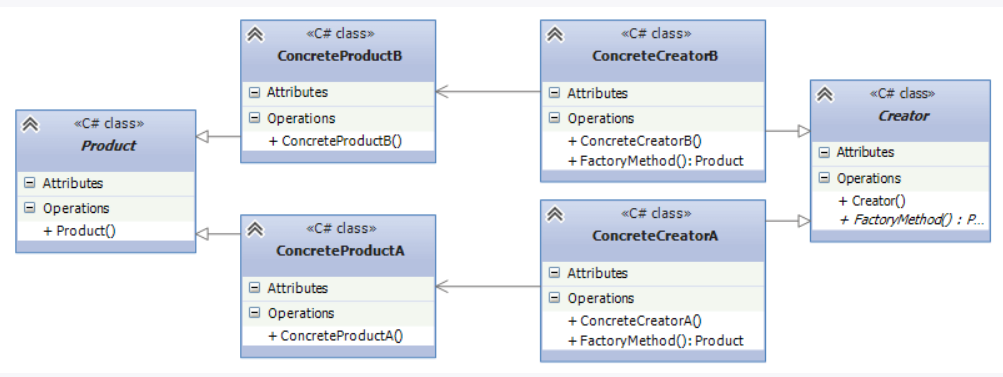 «C# class»
Product
Attributes
Operations
+ Product()
«C# class»
ConcreteProductB
Attributes
Operations
+ ConcreteProductB()
«C# class»
ConcreteProductA
Attributes
Operations
+ ConcreteProductA()
«C# class»
ConcreteCreatorB
Attributes
Operations
+ ConcreteCreatorB()
+ FactoryMethod(): Product
«C# class»
ConcreteCreatorA
Attributes
Operations
+ ConcreteCreatorA()
+ FactoryMethod(): Product
«C# class»
Creator
Attributes
Operations
+ Creator()
+ FactoryMethod() : P...